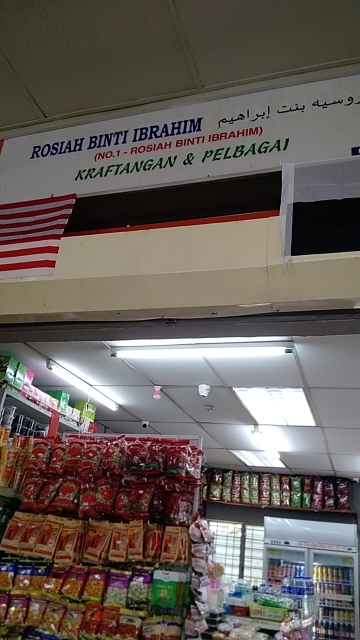 ROSIAH BINTI IBRAHIM
روسيه بنت إبراهيم
(NO.1 - ROSIAH BINTI IBRAHIM)
KRAFTANGAN & PELBAGAI